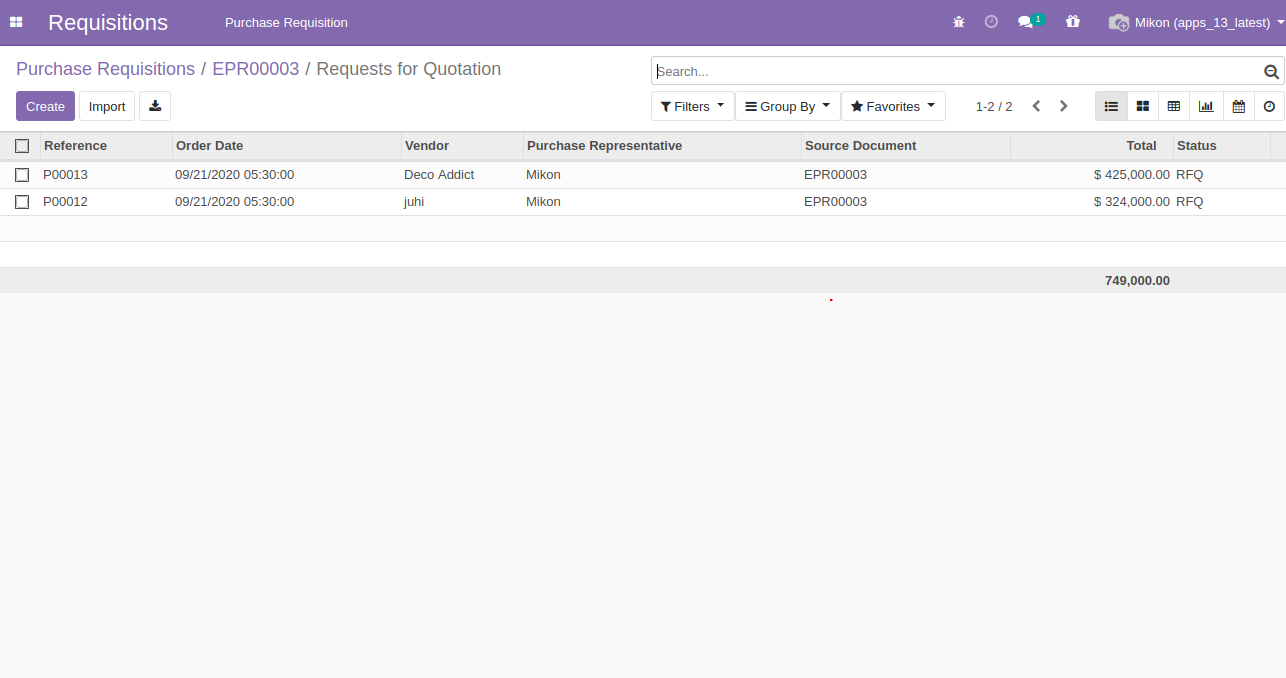 Requisitions Purchase Requisition 1 Mikon (apps_13_latest)
Purchase Requisitions / EPR00003 / Requests for Quotation
Search...
Create Import Filters Group By Favorites 1-2 / 2
Reference Order Date Vendor Purchase Representative Source Document Total Status
P00013 09/21/2020 05:30:00 Deco Addict Mikon EPR00003 $ 425,000.00 RFQ
P00012 09/21/2020 05:30:00 juhi Mikon EPR00003 $ 324,000.00 RFQ
749,000.00